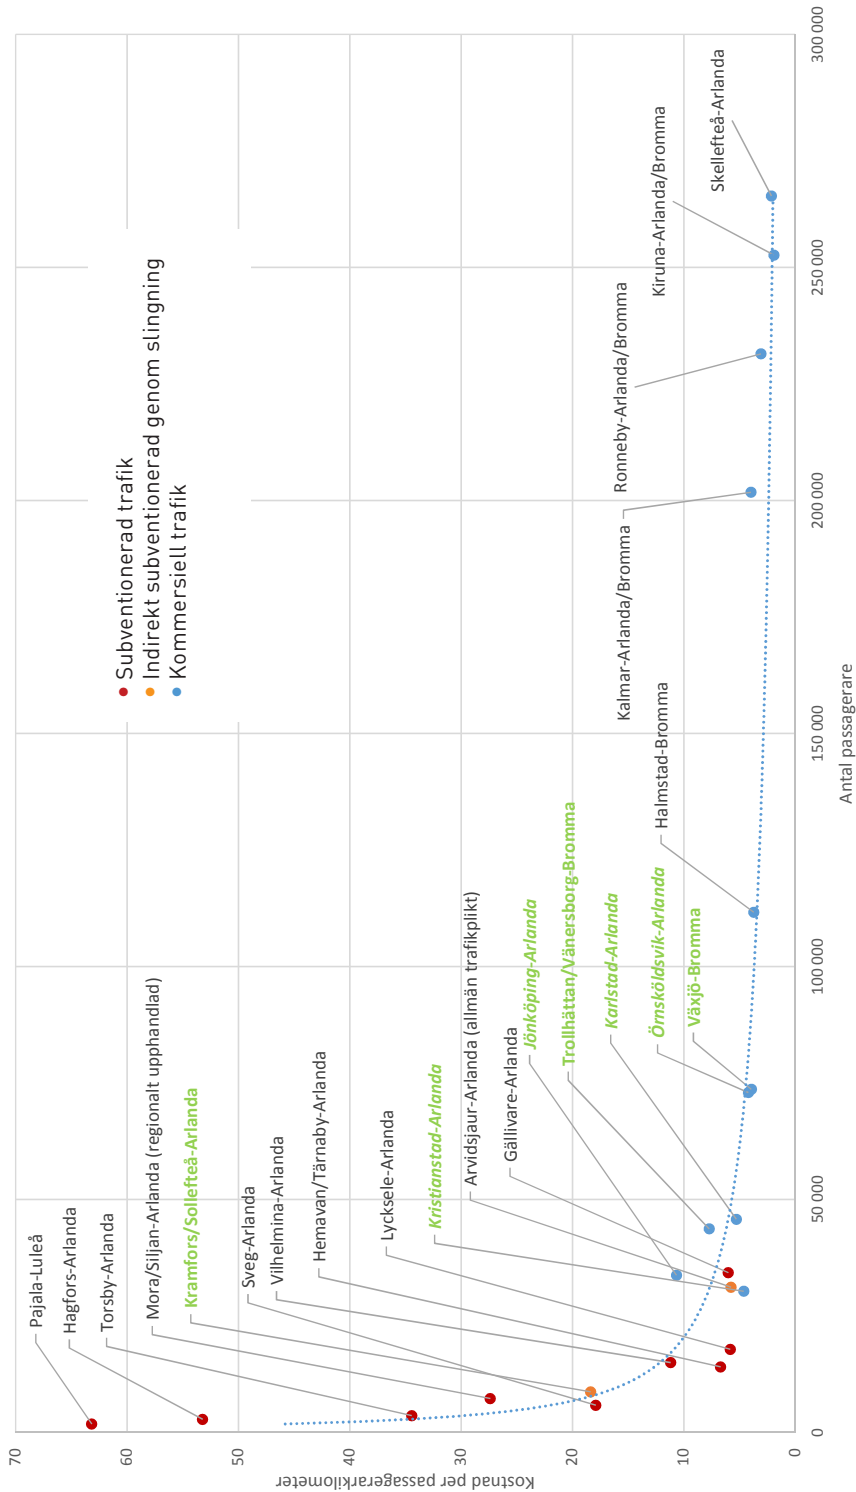 Kostnad per passagerarkilometer
70
60
50
40
30
20
10
0
Subventionerad trafik
Indirekt subventionerad genom slingning
Kommersiell trafik
Pajala-Luleå
Hagfors-Arlanda
Torsby-Arlanda
Mora/Siljan-Arlanda (regionalt upphandlad)
Kramfors/Sollefteå-Arlanda
Sveg-Arlanda
Vilhelmina-Arlanda
Hemavan/Tärnaby-Arlanda
Lycksele-Arlanda
Kristianstad-Arlanda
Arvidsjaur-Arlanda (allmän trafikplikt)
Gällivare-Arlanda
Jönköping-Arlanda
Trollhättan/Vänersborg-Bromma
Karlstad-Arlanda
Örnsköldsvik-Arlanda
Växjö-Bromma
Halmstad-Bromma
Kalmar-Arlanda/Bromma
Ronneby-Arlanda/Bromma
Kiruna-Arlanda/Bromma
Skellefteå-Arlanda
0
50 000
100 000
150 000
200 000
250 000
300 000
Antal passagerare